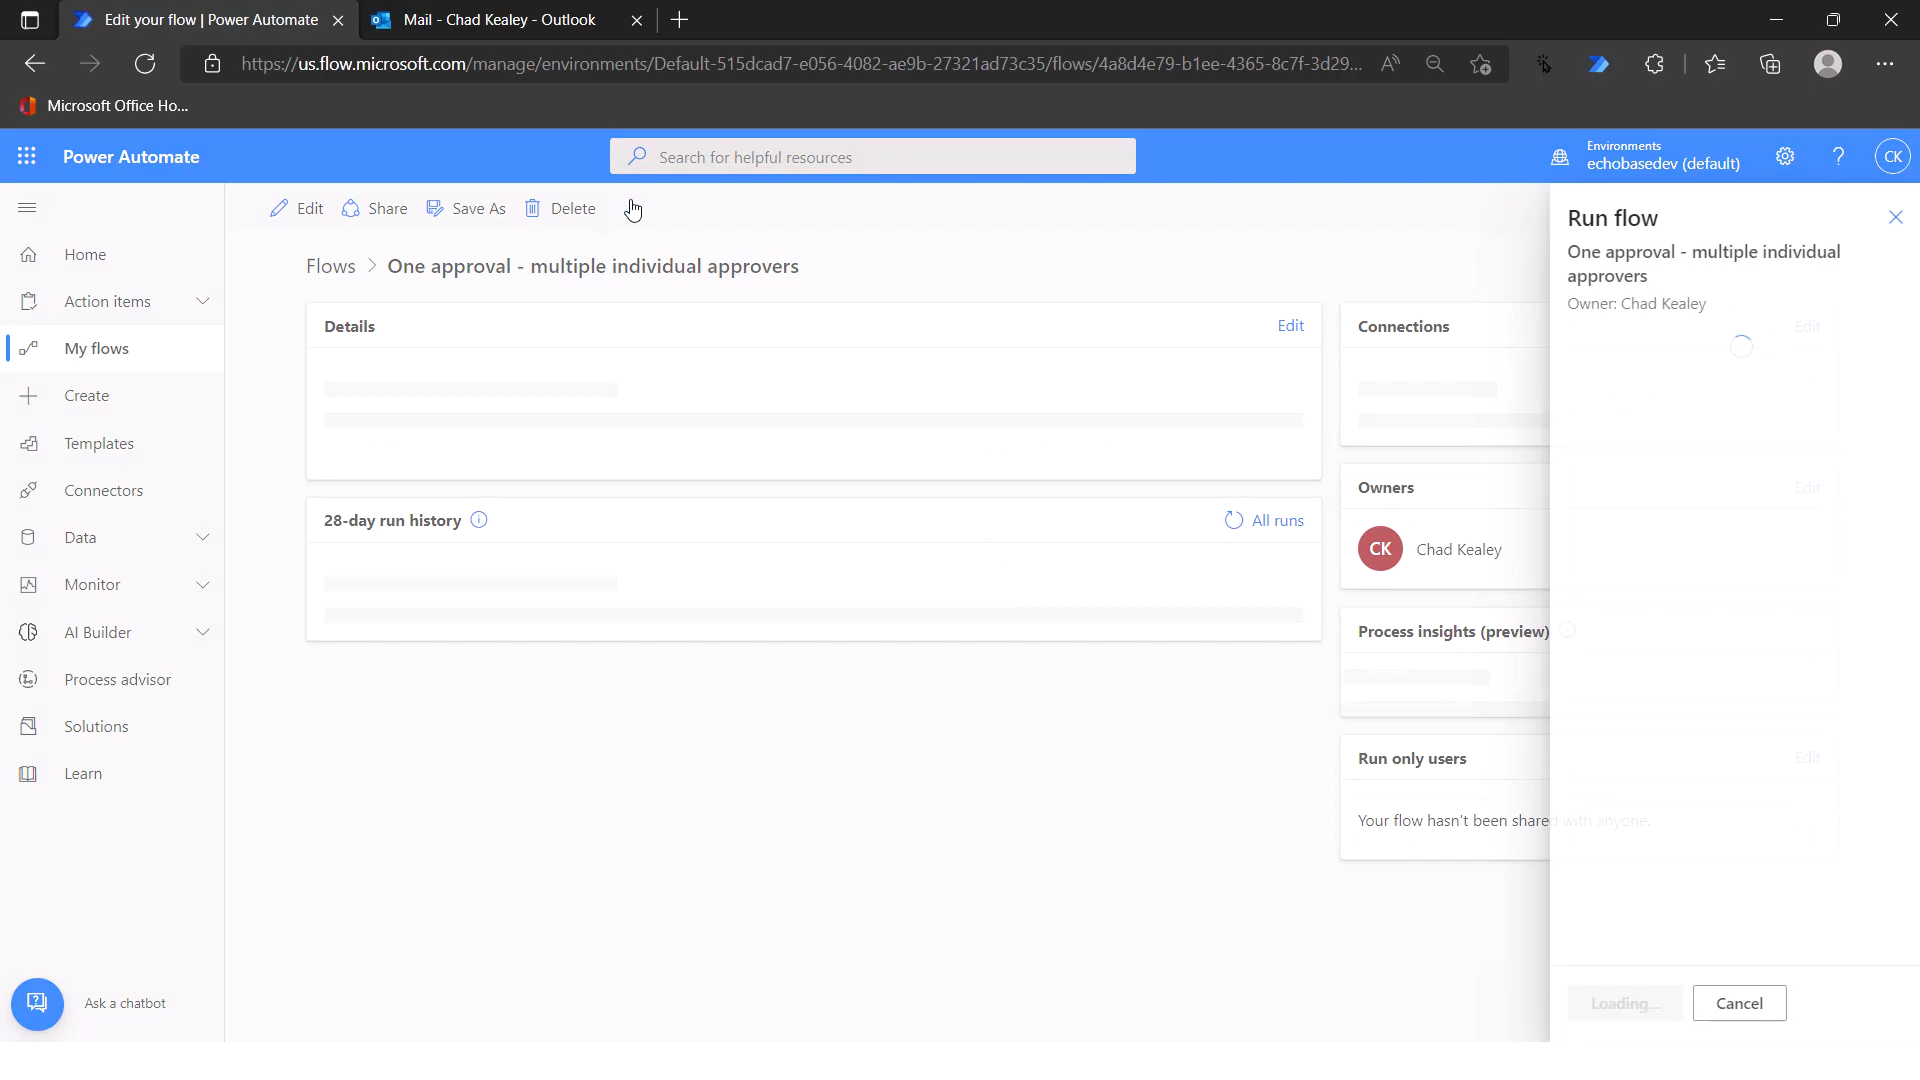 Edit your flow | Power Automate
Mail - Chad Kealey - Outlook
https://us.flow.microsoft.com/manage/environments/Default-515dcad7-e056-4082-ae9b-27321ad73c35/flows/4a8d4e79-b1ee-4365-8c7f-3d29...
Microsoft Office Ho...
Power Automate
Search for helpful resources
Environments
echobasedev (default)
?
CK
Edit
Share
Save As
Delete
Home
Action items
My flows
Create
Templates
Connectors
Data
Monitor
AI Builder
Process advisor
Solutions
Learn
Ask a chatbot
Flows > One approval - multiple individual approvers
Details
Edit
28-day run history
All runs
Connections
Edit
Owners
Edit
CK
Chad Kealey
Process insights (preview)
Run only users
Edit
Your flow hasn't been shared with anyone.
Run flow
One approval - multiple individual
approvers
Owner: Chad Kealey
Loading...
Cancel